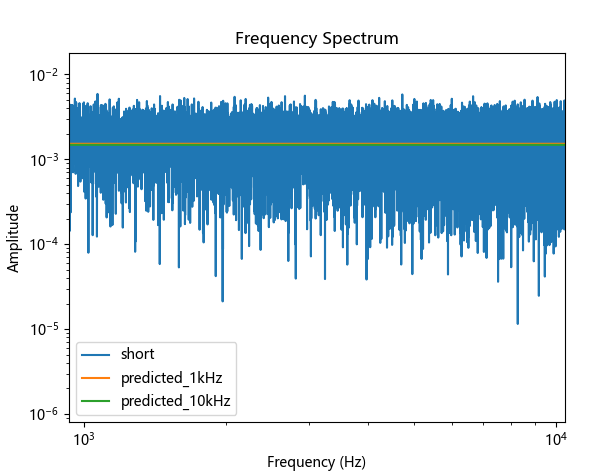 Frequency Spectrum
Amplitude
10⁻²
10⁻³
10⁻⁴
10⁻⁵
10⁻⁶
short
predicted_1kHz
predicted_10kHz
10³
10⁴
Frequency (Hz)